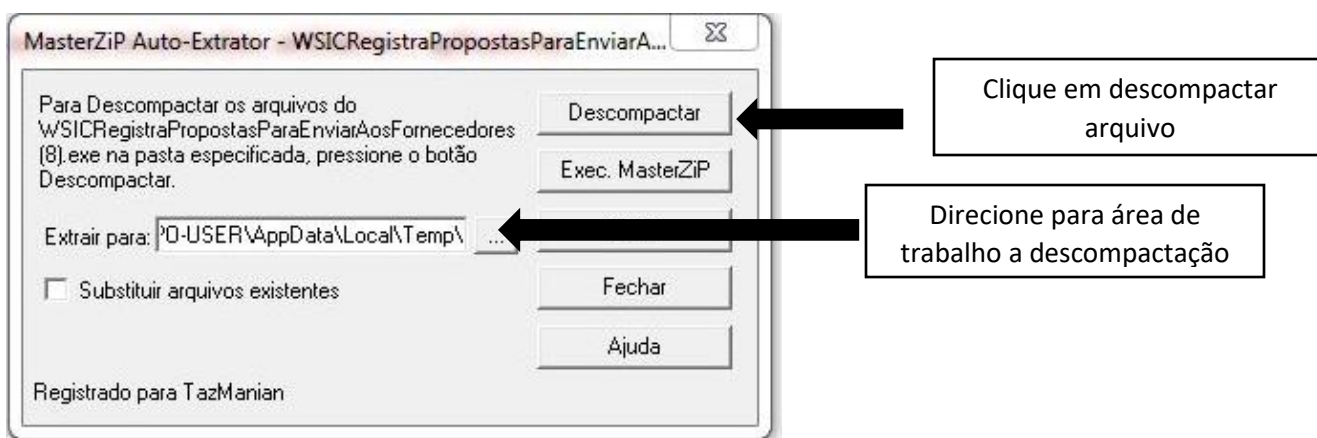 MasterZiP Auto-Extrator - WSICRegistraPropostasParaEnviarA...
Para Descompactar os arquivos do
WSICRegistraPropostasParaEnviarAosFornecedores
(8).exe na pasta especificada, pressione o botão
Descompactar.
Extrair para: 'O-USER\AppData\Local\Temp\ ...
Substituir arquivos existentes
Registrado para TazManian
Descompactar
Exec. MasterZiP
Fechar
Ajuda
Clique em descompactar
arquivo
Direcione para área de
trabalho a descompactação